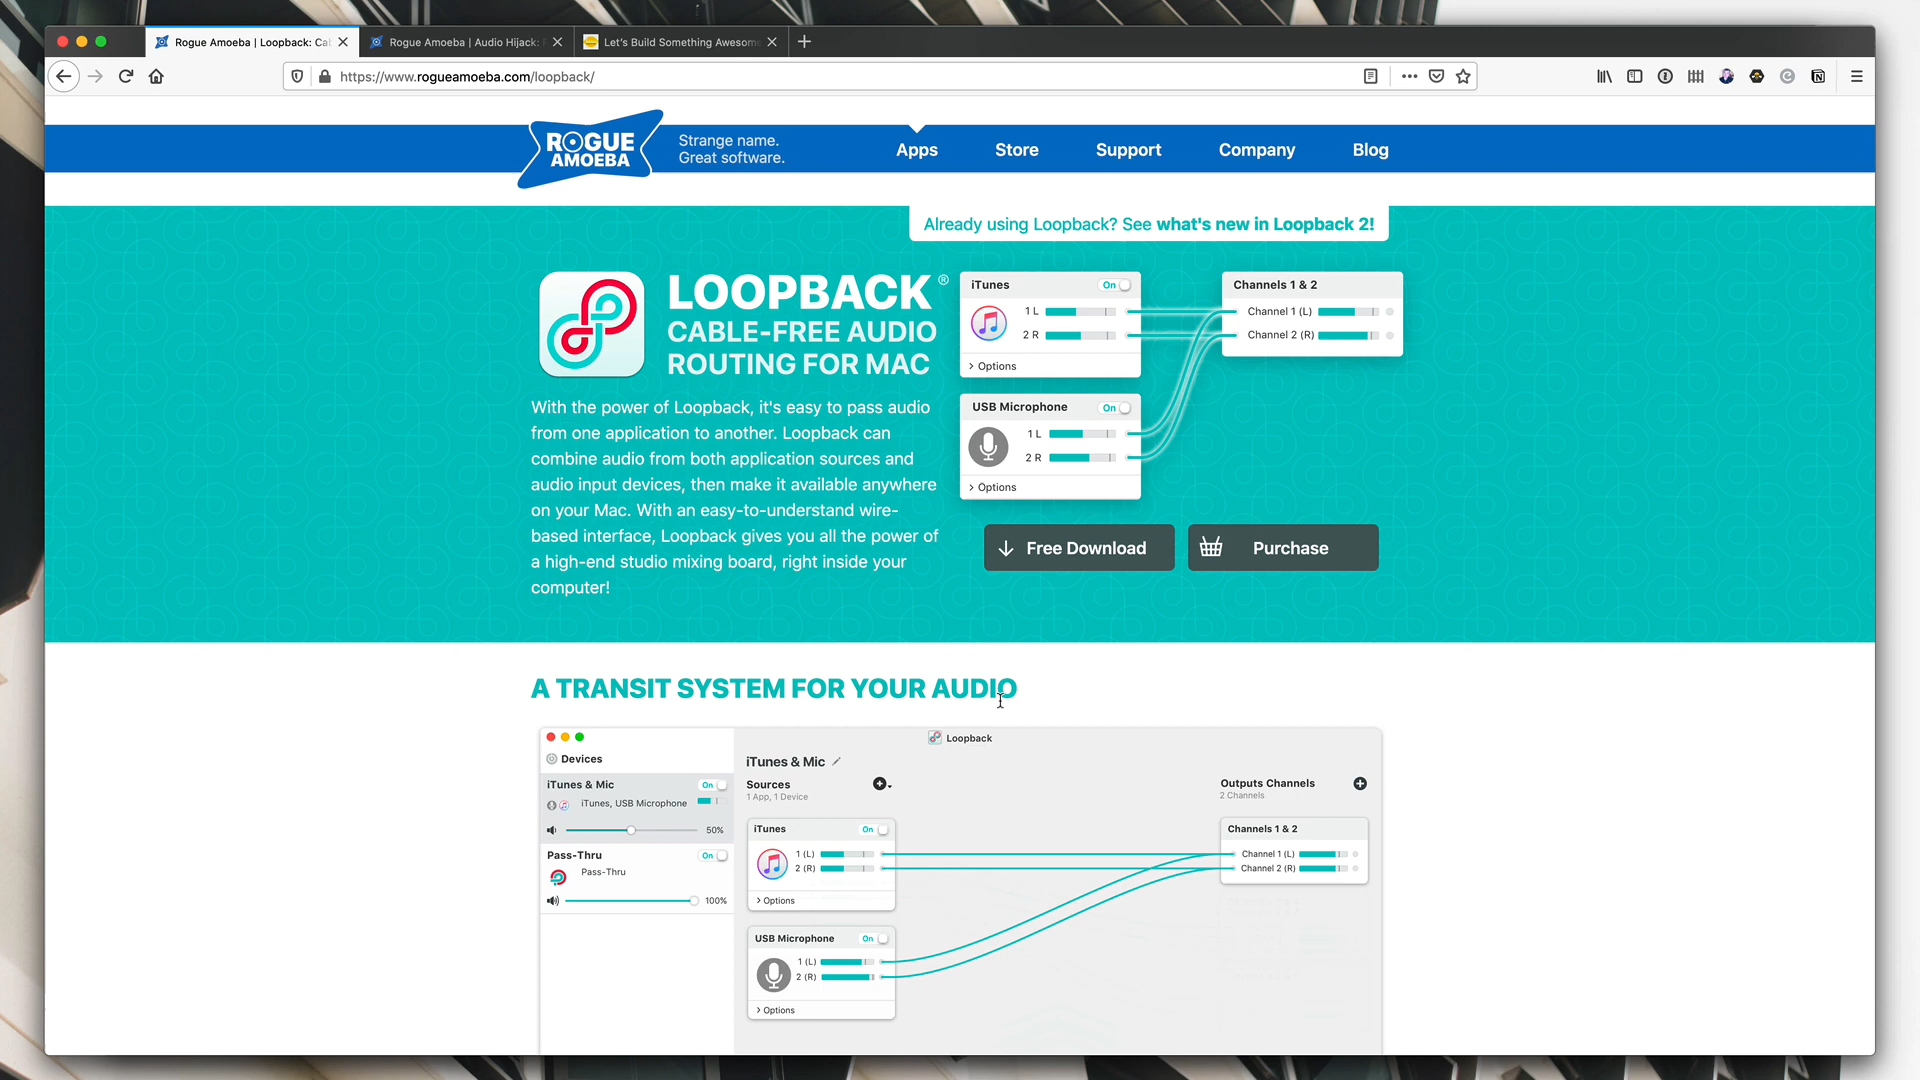 Rogue Amoeba | Loopback: Ca
Rogue Amoeba | Audio Hijack:
Let's Build Something Awesom
https://www.rogueamoeba.com/loopback/
ROGUE
AMOEBA
Strange name.
Great software.
Apps
Store
Support
Company
Blog
Already using Loopback? See what's new in Loopback 2!
LOOPBACK®
CABLE-FREE AUDIO
ROUTING FOR MAC
With the power of Loopback, it's easy to pass audio
from one application to another. Loopback can
combine audio from both application sources and
audio input devices, then make it available anywhere
on your Mac. With an easy-to-understand wire-
based interface, Loopback gives you all the power of
a high-end studio mixing board, right inside your
computer!
iTunes
On
1 L
2 R
Options
USB Microphone
On
1 L
2 R
Options
Channels 1 & 2
Channel 1 (L)
Channel 2 (R)
Free Download
Purchase
A TRANSIT SYSTEM FOR YOUR AUDIO
Loopback
Devices
iTunes & Mic
On
iTunes, USB Microphone
50%
Pass-Thru
On
Pass-Thru
100%
iTunes & Mic
Sources
1 App, 1 Device
iTunes
On
1 (L)
2 (R)
Options
USB Microphone
On
1 (L)
2 (R)
Options
Outputs Channels
2 Channels
Channels 1 & 2
Channel 1 (L)
Channel 2 (R)